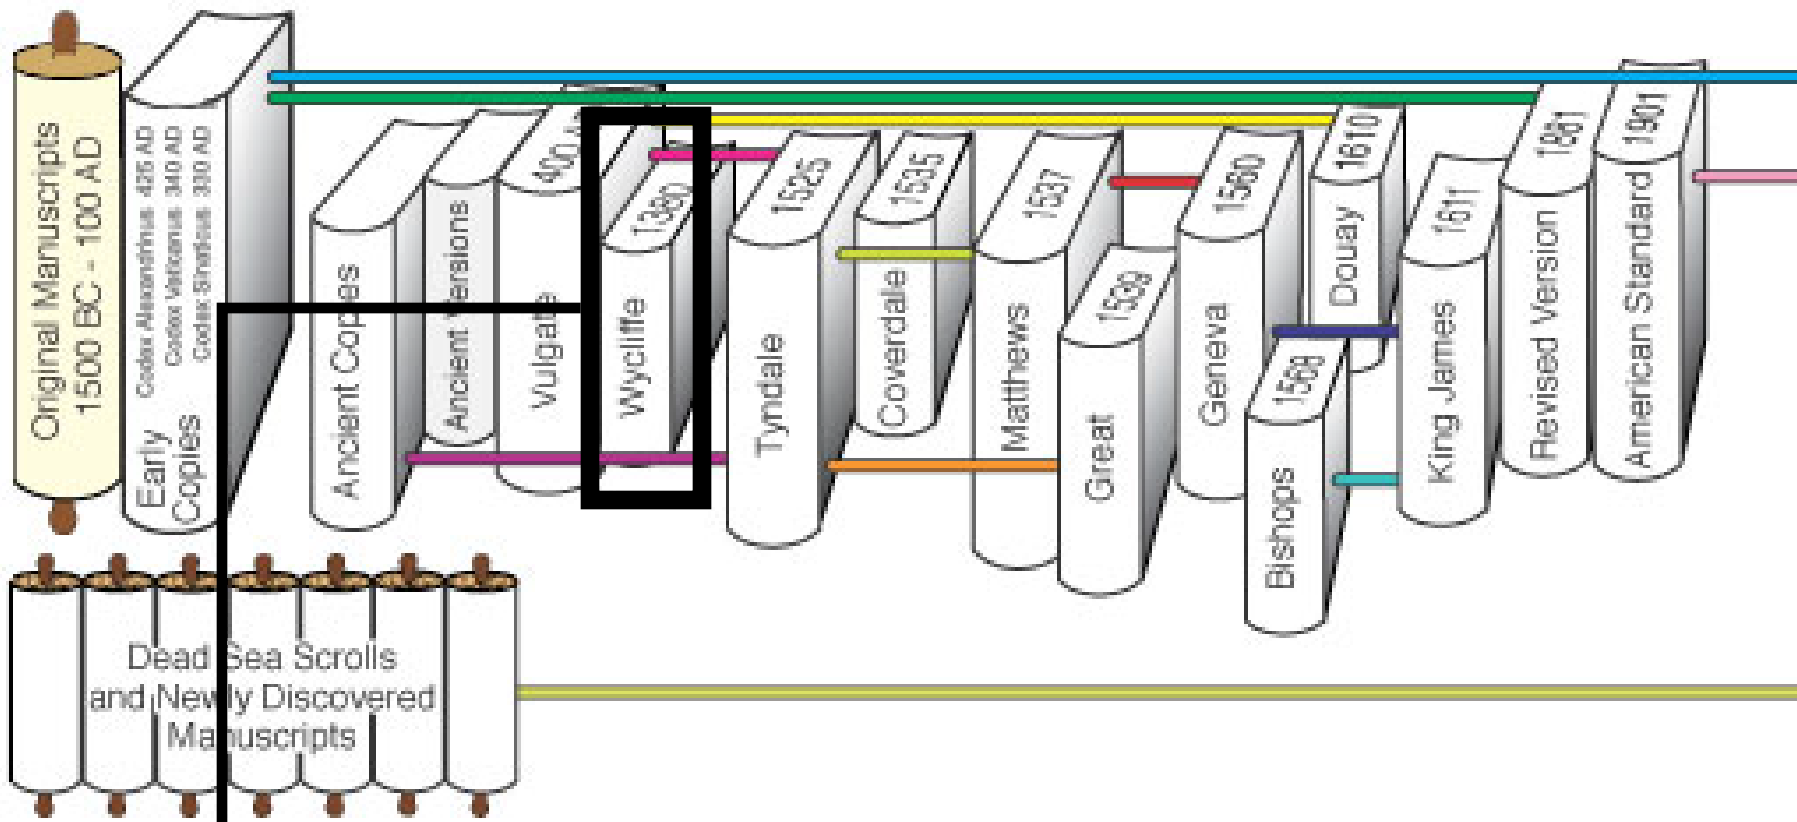 Original Manuscripts
1500 BC - 100 AD
Early
Copies
Codex Alexandrinus 425 AD
Codex Vaticanus 340 AD
Codex Sinaticus 330 AD
Ancient Copies
Ancient Versions
400
Vulgate
1380
Wycliffe
1525
Tyndale
1535
Coverdale
1537
Matthews
1539
Great
1560
Geneva
1568
Bishops
1610
Douay
1611
King James
1881
Revised Version
1901
American Standard
Dead Sea Scrolls
and Newly Discovered
Manuscripts